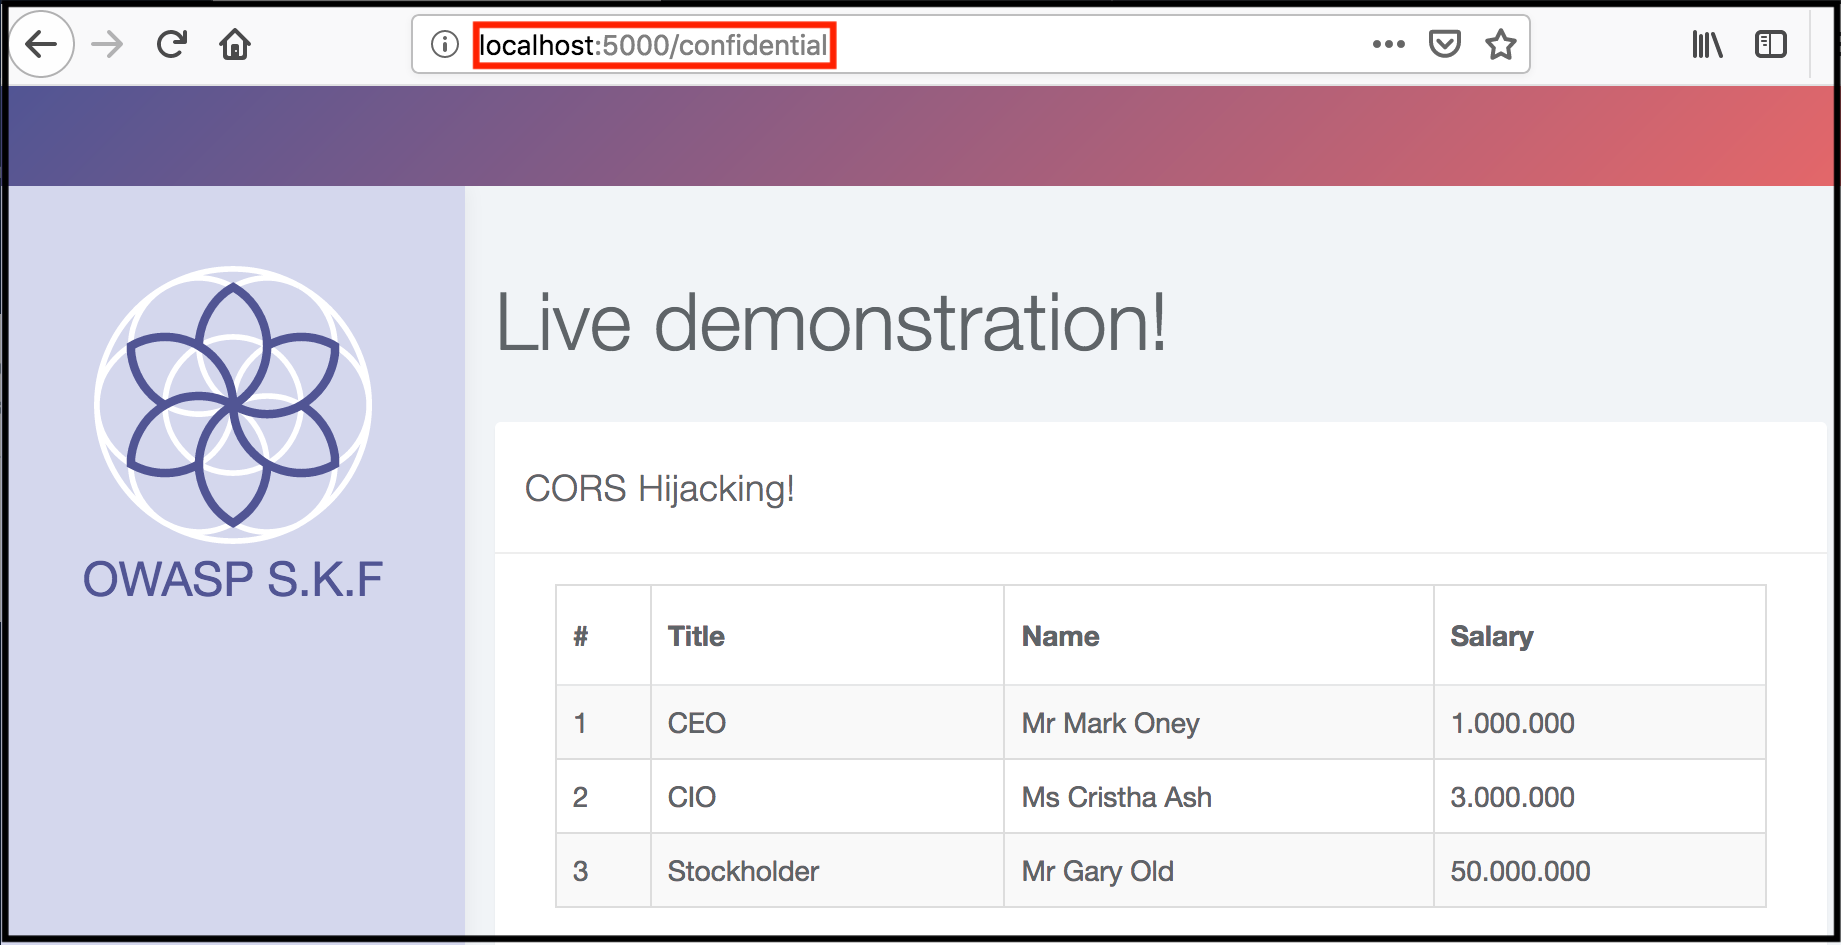 localhost:5000/confidential
Live demonstration!
OWASP S.K.F
CORS Hijacking!
# Title Name Salary
1 CEO Mr Mark Oney 1.000.000
2 CIO Ms Cristha Ash 3.000.000
3 Stockholder Mr Gary Old 50.000.000